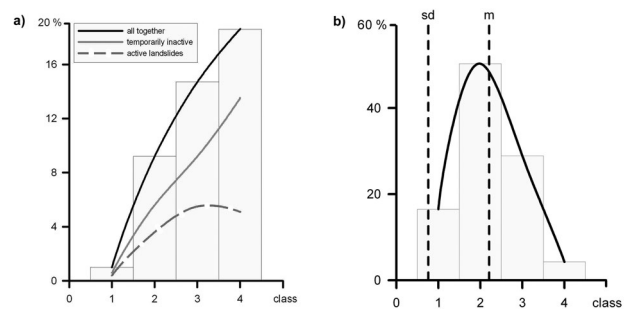 a)
20 %
16
12
8
4
0
all together
temporarily inactive
active landslides
0 1 2 3 4 class
b)
sd m
60 %
40
20
0
0 1 2 3 4 class